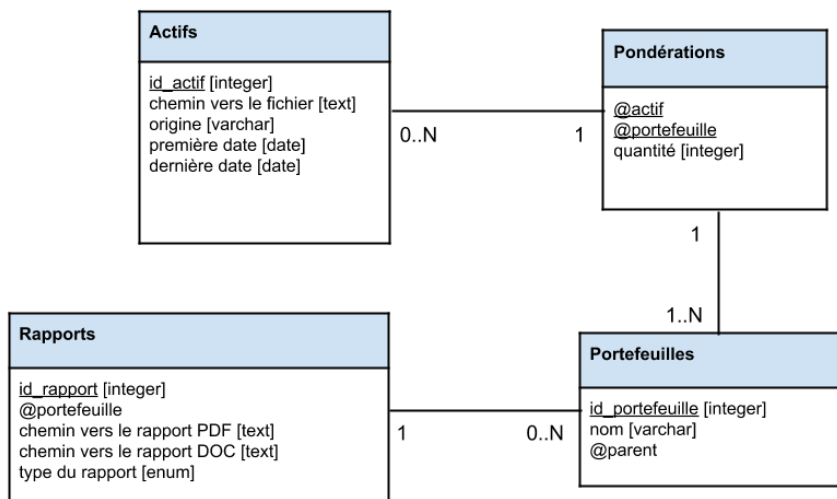 Actifs
id_actif [integer]
chemin vers le fichier [text]
origine [varchar]
première date [date]
dernière date [date]
Pondérations
@actif
@portefeuille
quantité [integer]
0..N
1
1
1..N
Rapports
id_rapport [integer]
@portefeuille
chemin vers le rapport PDF [text]
chemin vers le rapport DOC [text]
type du rapport [enum]
Portefeuilles
id_portefeuille [integer]
nom [varchar]
@parent
1
0..N